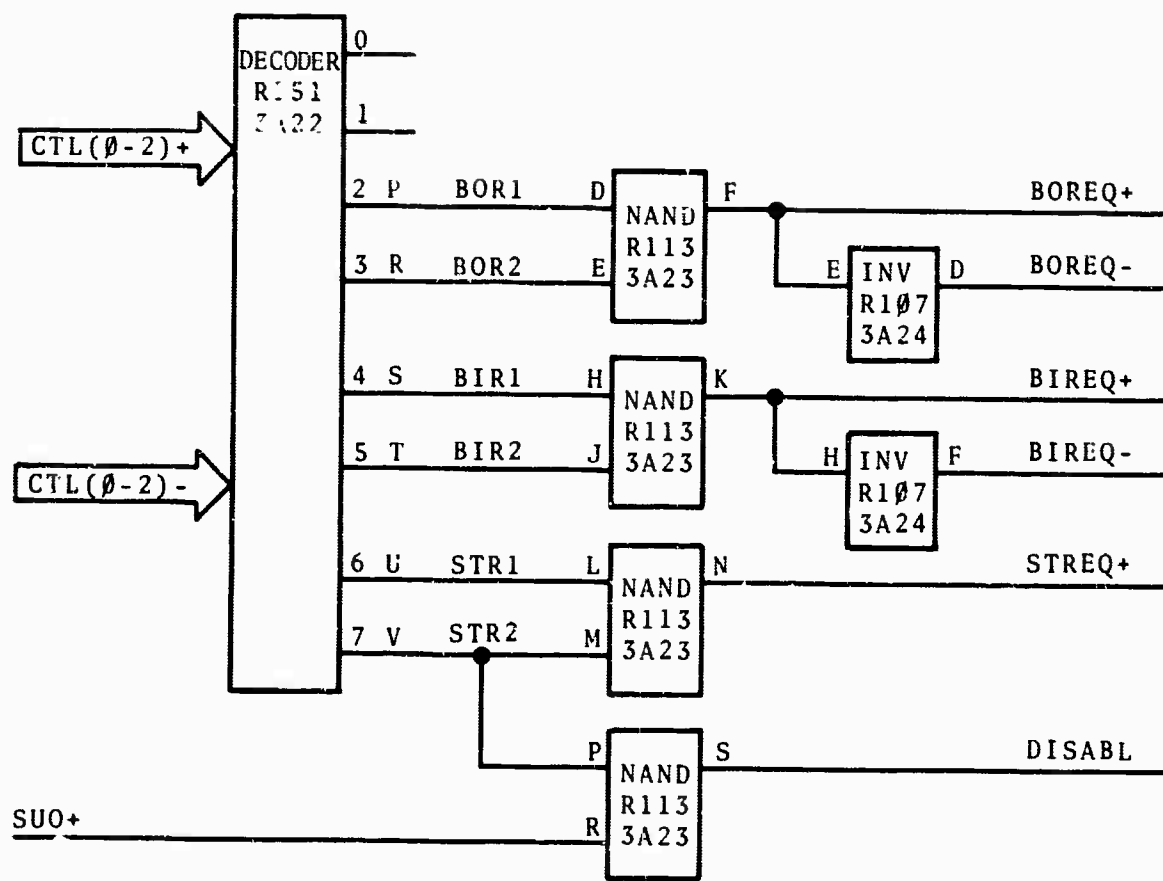 0
DECODER
R151
3A22
1
CTL(Ø-2)+
2 P BOR1 D
NAND
R113
3A23
F
BOREQ+
3 R BOR2 E
E
INV
R1Ø7
3A24
D
BOREQ-
4 S BIR1 H
NAND
R113
3A23
K
BIREQ+
5 T BIR2 J
H
INV
R1Ø7
3A24
F
BIREQ-
CTL(Ø-2)-
6 U STR1 L
NAND
R113
3A23
N
STREQ+
7 V STR2 M
P
NAND
R113
3A23
S
DISABL
SUO+
R